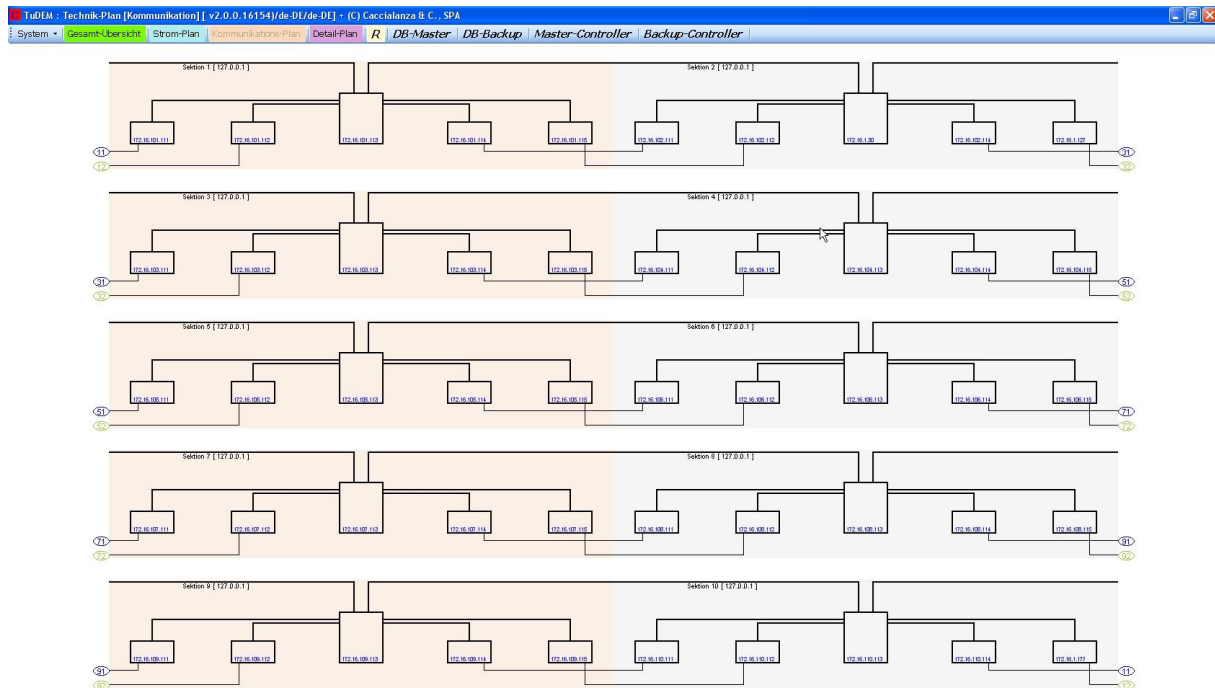 TuDEM : Technik-Plan [Kommunikation] [ v2.0.0.16154)/de-DE/de-DE] + (C) Caccialanza & C. , SPA
System Gesamt-Übersicht Strom-Plan Kommunikations-Plan Detail-Plan R DB-Master DB-Backup Master-Controller Backup-Controller
Sektion 1 [ 127.0.0.1 ] Sektion 2 [ 127.0.0.1 ]
172.16.101.111 172.16.101.112 172.16.101.113 172.16.101.114 172.16.101.115 172.16.102.111 172.16.102.112 172.16.1.30 172.16.102.114 172.16.1.127
11 31
12 32
Sektion 3 [ 127.0.0.1 ] Sektion 4 [ 127.0.0.1 ]
172.16.103.111 172.16.103.112 172.16.103.113 172.16.103.114 172.16.103.115 172.16.104.111 172.16.104.112 172.16.104.113 172.16.104.114 172.16.104.115
31 51
32 52
Sektion 5 [ 127.0.0.1 ] Sektion 6 [ 127.0.0.1 ]
172.16.105.111 172.16.105.112 172.16.105.113 172.16.105.114 172.16.105.115 172.16.106.111 172.16.106.112 172.16.106.113 172.16.106.114 172.16.106.115
51 71
52 72
Sektion 7 [ 127.0.0.1 ] Sektion 8 [ 127.0.0.1 ]
172.16.107.111 172.16.107.112 172.16.107.113 172.16.107.114 172.16.107.115 172.16.108.111 172.16.108.112 172.16.108.113 172.16.108.114 172.16.108.115
71 91
72 92
Sektion 9 [ 127.0.0.1 ] Sektion 10 [ 127.0.0.1 ]
172.16.109.111 172.16.109.112 172.16.109.113 172.16.109.114 172.16.109.115 172.16.110.111 172.16.110.112 172.16.110.113 172.16.110.114 172.16.1.177
91 11
92 12